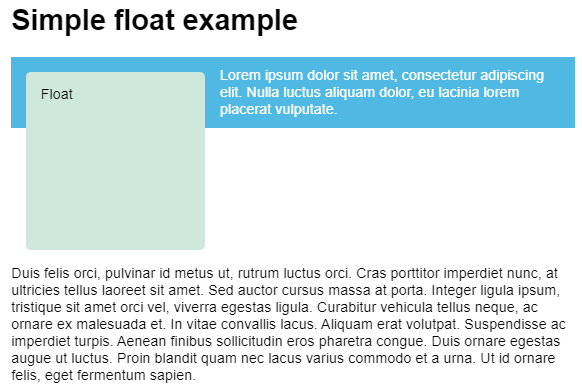 Simple float example
Float
Lorem ipsum dolor sit amet, consectetur adipiscing
elit. Nulla luctus aliquam dolor, eu lacinia lorem
placerat vulputate.
Duis felis orci, pulvinar id metus ut, rutrum luctus orci. Cras porttitor imperdiet nunc, at
ultricies tellus laoreet sit amet. Sed auctor cursus massa at porta. Integer ligula ipsum,
tristique sit amet orci vel, viverra egestas ligula. Curabitur vehicula tellus neque, ac
ornare ex malesuada et. In vitae convallis lacus. Aliquam erat volutpat. Suspendisse ac
imperdiet turpis. Aenean finibus sollicitudin eros pharetra congue. Duis ornare egestas
augue ut luctus. Proin blandit quam nec lacus varius commodo et a urna. Ut id ornare
felis, eget fermentum sapien.